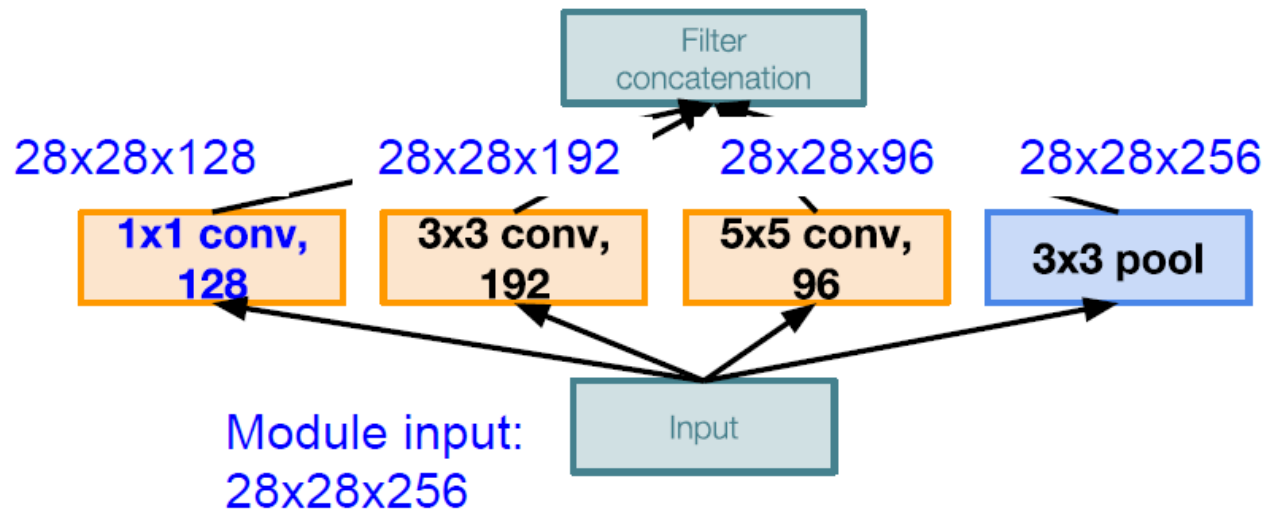 Filter
concatenation
28x28x128
28x28x192
28x28x96
28x28x256
1x1 conv,
128
3x3 conv,
192
5x5 conv,
96
3x3 pool
Input
Module input:
28x28x256